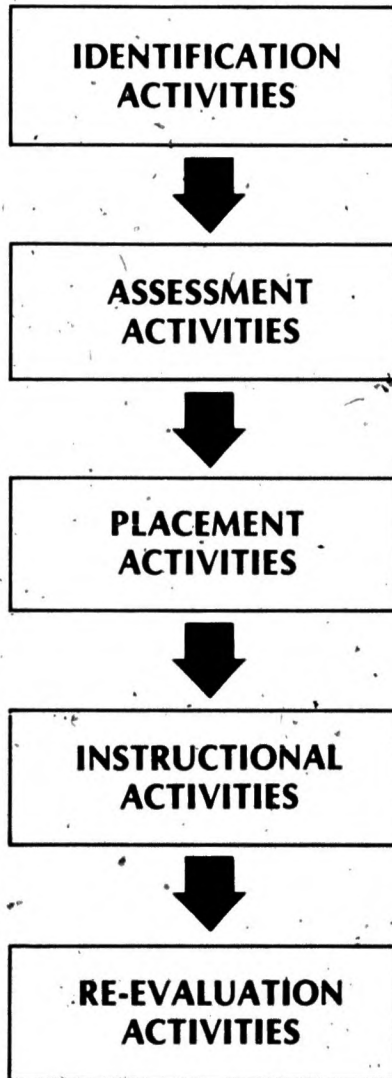 IDENTIFICATION
ACTIVITIES
ASSESSMENT
ACTIVITIES
PLACEMENT
ACTIVITIES
INSTRUCTIONAL
ACTIVITIES
RE-EVALUATION
ACTIVITIES